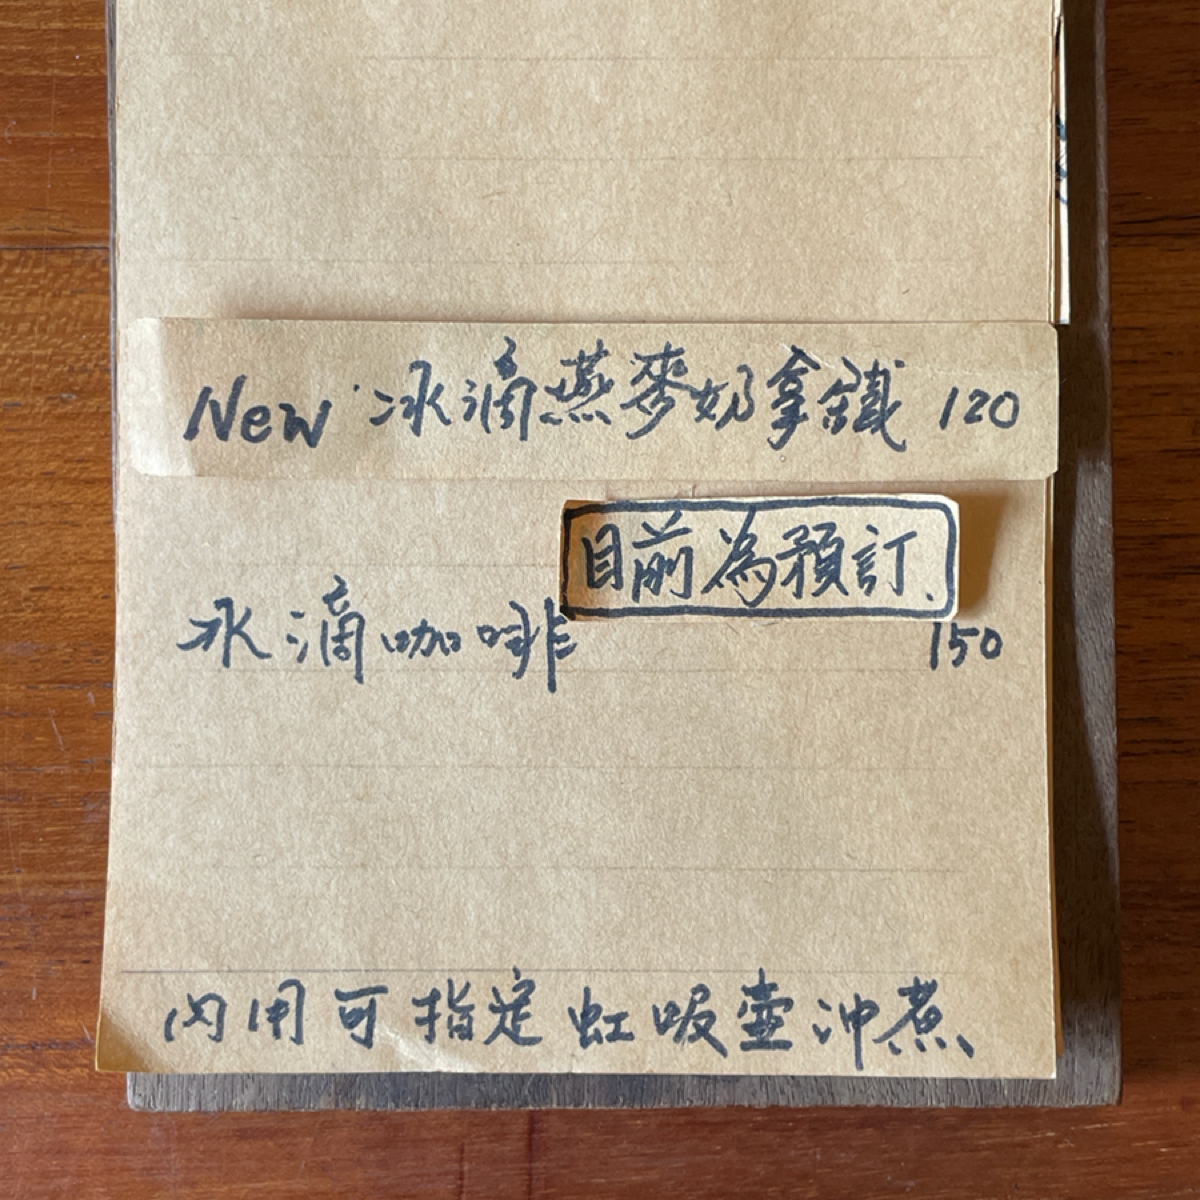 New 冰滴燕麥奶拿鐵 120
目前為預訂.
水滴咖啡 150
內用可指定虹吸壺沖煮